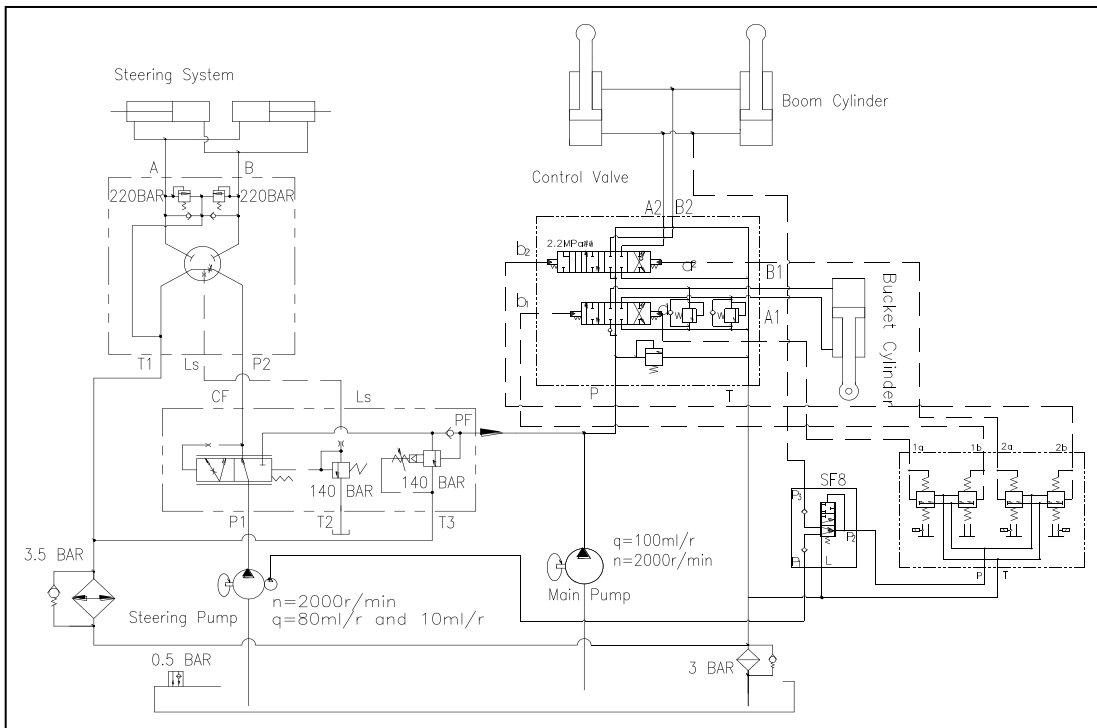 Steering System
Boom Cylinder
A
B
Control Valve
220BAR
220BAR
A2
B2
b2
2.2MPa
a2
B1
b1
A1
Bucket Cylinder
T1
Ls
P2
P
T
CF
Ls
PF
1a
1b
2a
2b
SF8
P3
P2
P1
L
P
T
140 BAR
140 BAR
P1
T2
T3
3.5 BAR
q=100ml/r
n=2000r/min
Main Pump
n=2000r/min
Steering Pump
q=80ml/r and 10ml/r
0.5 BAR
3 BAR